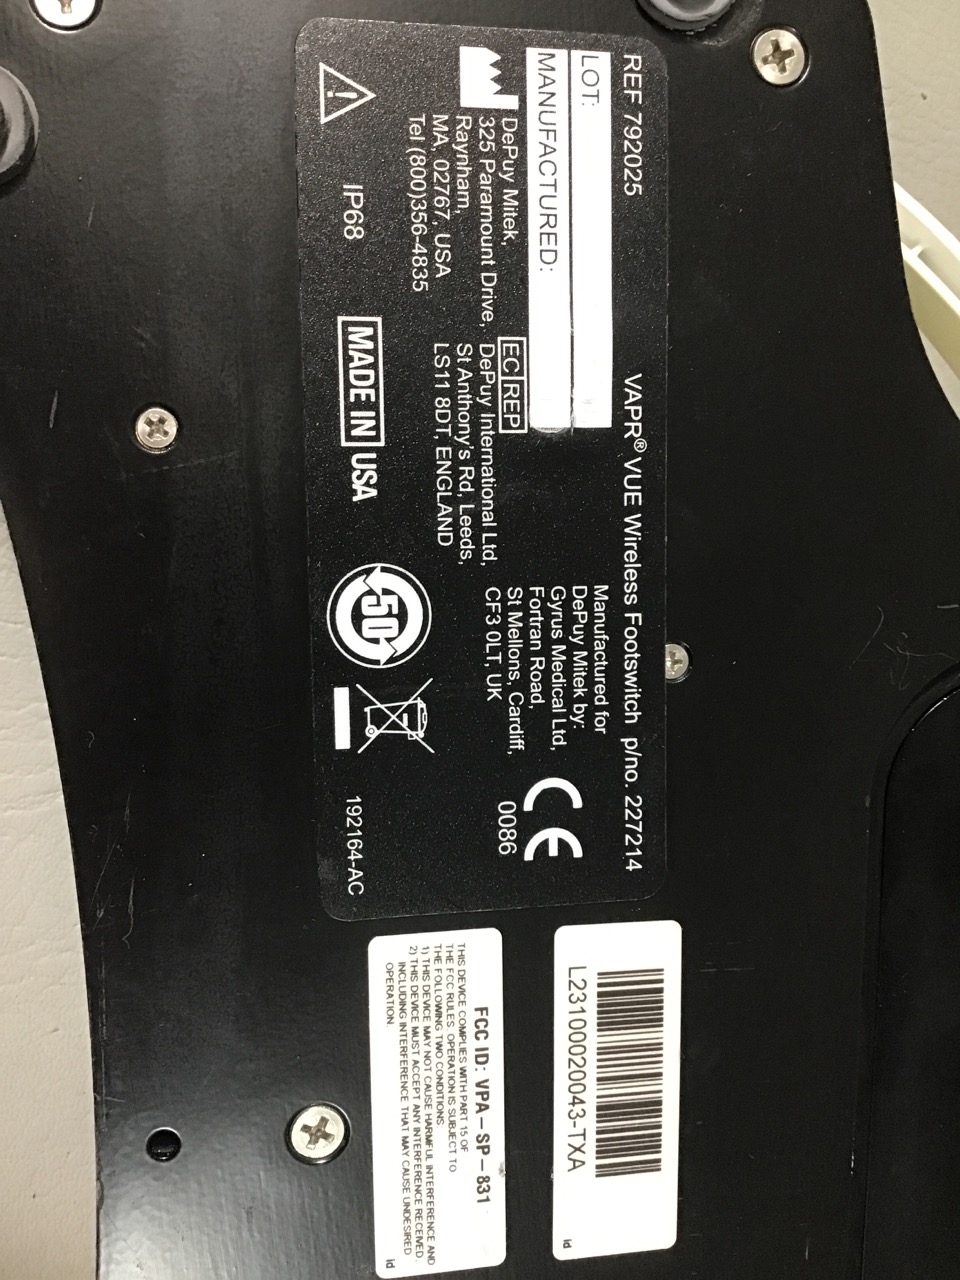 REF 792025
VAPR® VUE Wireless Footswitch p/no. 227214
LOT:
MANUFACTURED:
DePuy Mitek,
325 Paramount Drive,
Raynham,
MA, 02767, USA
Tel (800)356-4835
EC REP
DePuy International Ltd,
St Anthony's Rd, Leeds,
LS11 8DT, ENGLAND
Manufactured for
DePuy Mitek by:
Gyrus Medical Ltd,
Fortran Road,
St Mellons, Cardiff,
CF3 0LT, UK
CE
0086
IP68
MADE IN USA
50
192164-AC
L23100020043-TXA
id
FCC ID: VPA – SP – 831
THIS DEVICE COMPLIES WITH PART 15 OF
THE FCC RULES. OPERATION IS SUBJECT TO
THE FOLLOWING TWO CONDITIONS:
1) THIS DEVICE MAY NOT CAUSE HARMFUL INTERFERENCE AND
2) THIS DEVICE MUST ACCEPT ANY INTERFERENCE RECEIVED,
INCLUDING INTERFERENCE THAT MAY CAUSE UNDESIRED
OPERATION.
id